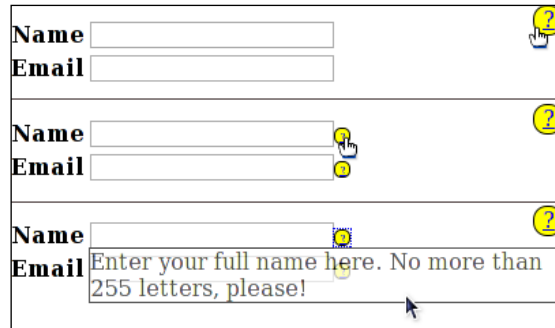 ?
Name
Email
?
Name ?
Email ?
?
Name ?
Email ?
Enter your full name here. No more than
255 letters, please!